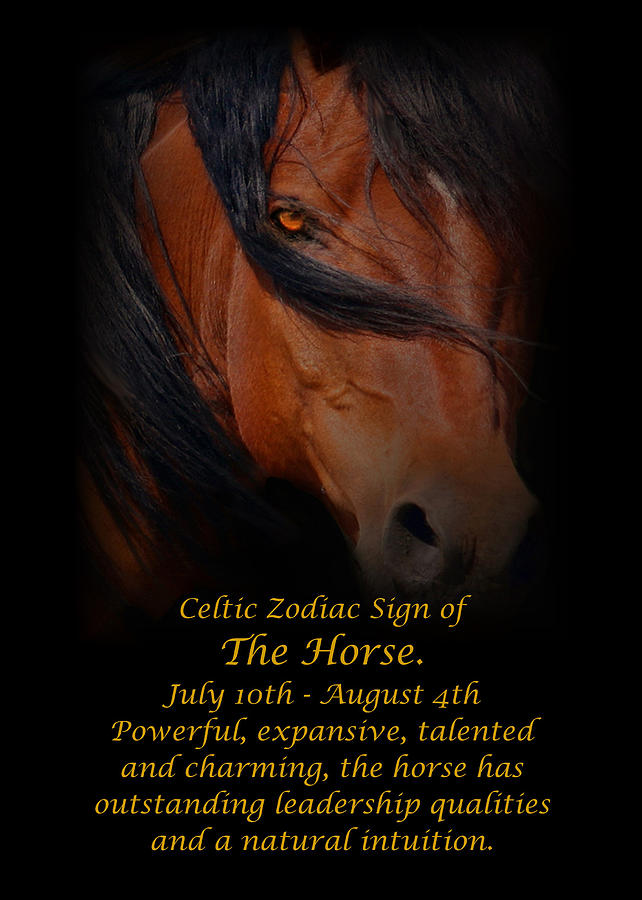 Celtic Zodiac Sign of
The Horse.
July 10th - August 4th
Powerful, expansive, talented
and charming, the horse has
outstanding leadership qualities
and a natural intuition.